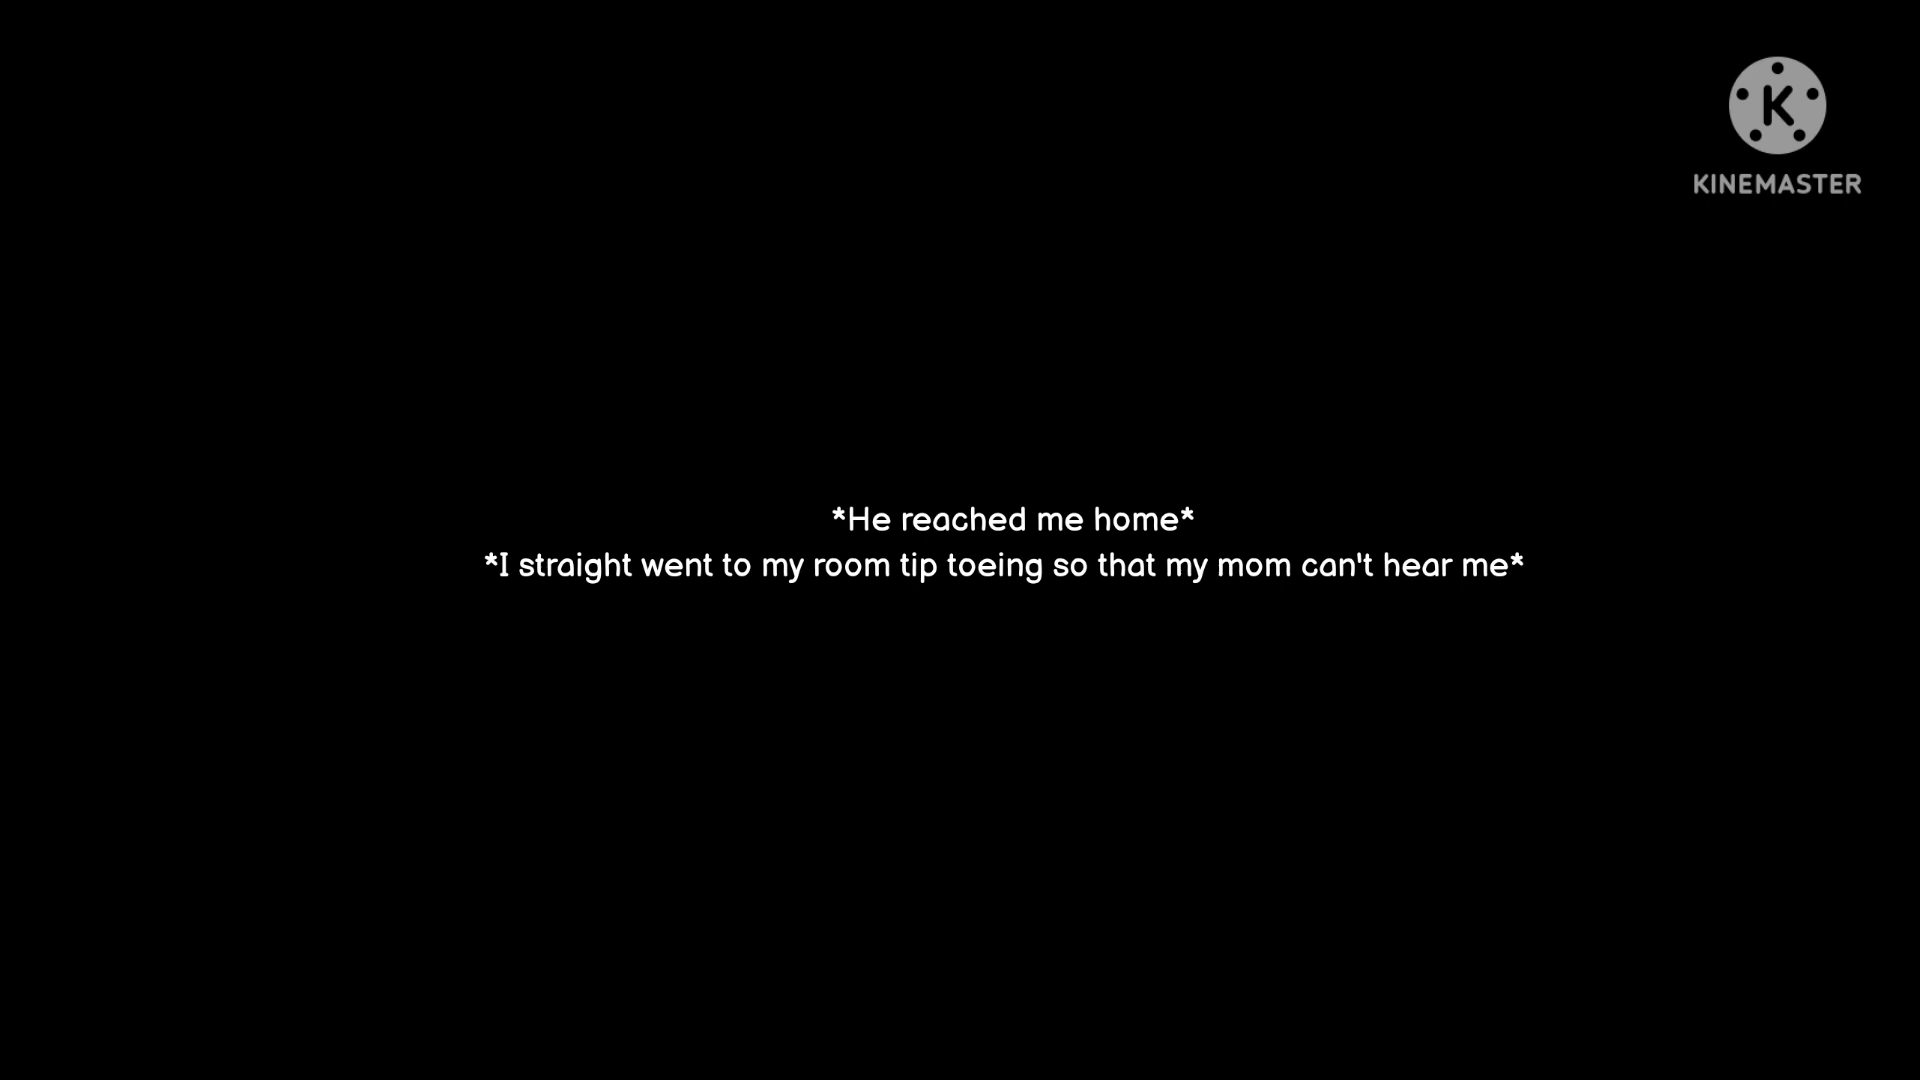 K
KINEMASTER
*He reached me home*
*I straight went to my room tip toeing so that my mom can't hear me*